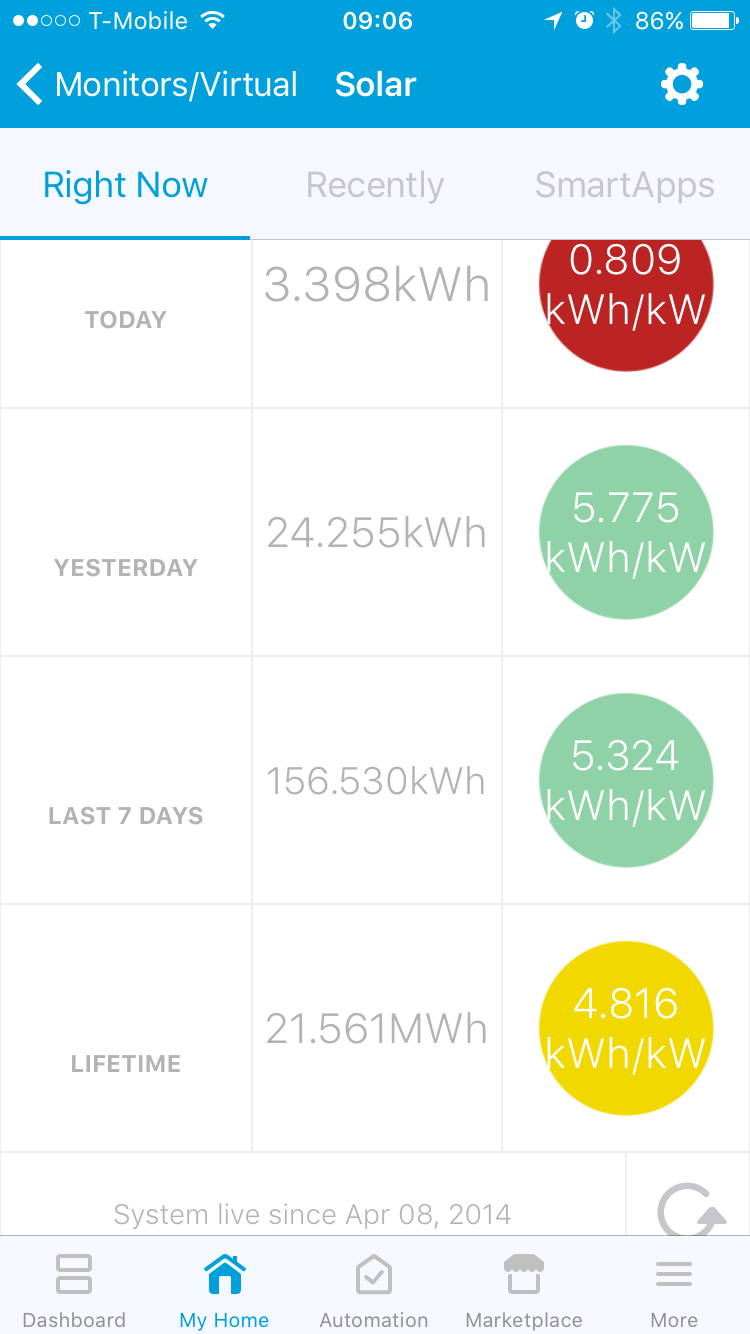 T-Mobile 09:06 86%
Monitors/Virtual Solar
Right Now Recently SmartApps
TODAY 3.398kWh 0.809
kWh/kW
YESTERDAY 24.255kWh 5.775
kWh/kW
LAST 7 DAYS 156.530kWh 5.324
kWh/kW
LIFETIME 21.561MWh 4.816
kWh/kW
System live since Apr 08, 2014
Dashboard My Home Automation Marketplace More